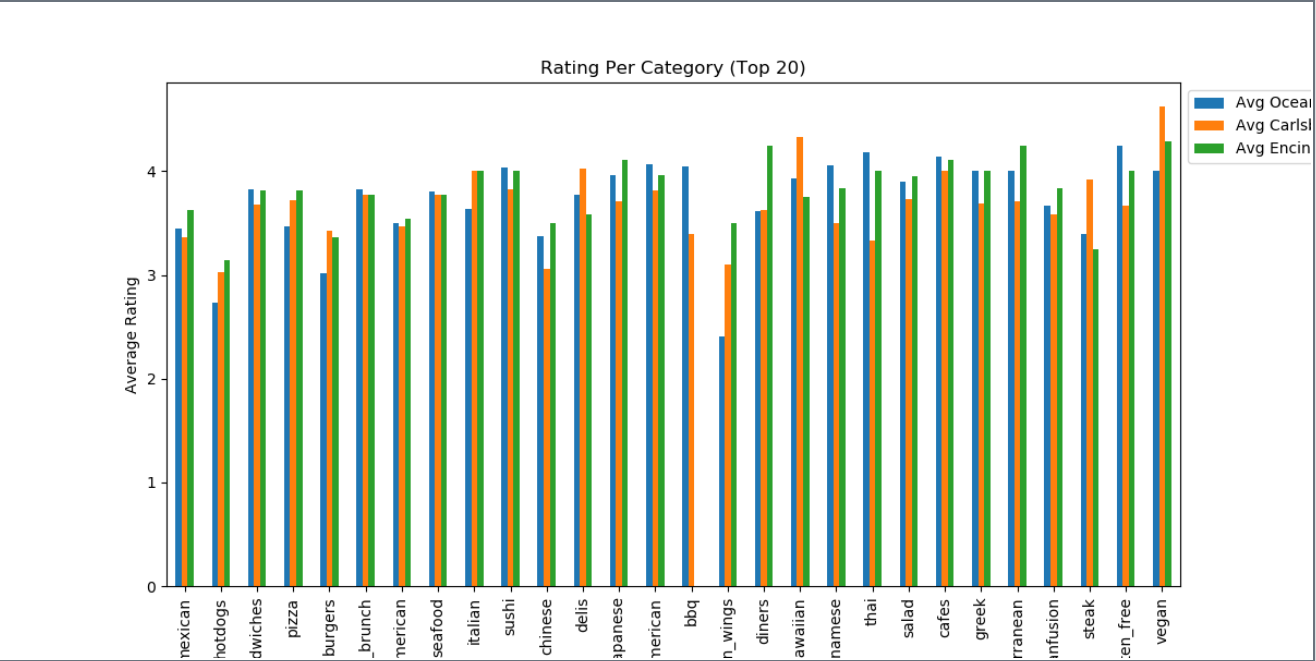 Rating Per Category (Top 20)
Avg Ocea
Avg Carls
Avg Encin
Average Rating
4
3
2
1
0
mexican
hotdogs
dwiches
pizza
burgers
_brunch
merican
seafood
italian
sushi
chinese
delis
apanese
merican
bbq
n_wings
diners
awaiian
namese
thai
salad
cafes
greek
rranean
anfusion
steak
ten_free
vegan